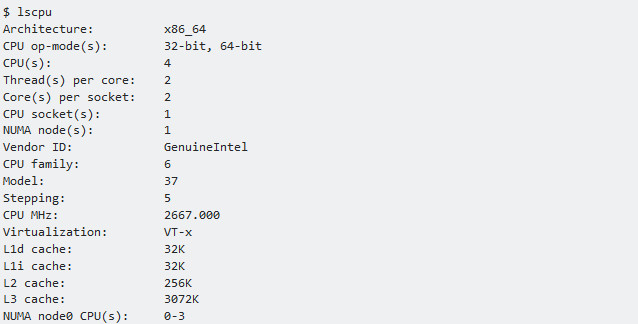 $ lscpu
Architecture:          x86_64
CPU op-mode(s):        32-bit, 64-bit
CPU(s):                4
Thread(s) per core:    2
Core(s) per socket:    2
CPU socket(s):         1
NUMA node(s):          1
Vendor ID:             GenuineIntel
CPU family:            6
Model:                 37
Stepping:              5
CPU MHz:               2667.000
Virtualization:        VT-x
L1d cache:             32K
L1i cache:             32K
L2 cache:              256K
L3 cache:              3072K
NUMA node0 CPU(s):     0-3